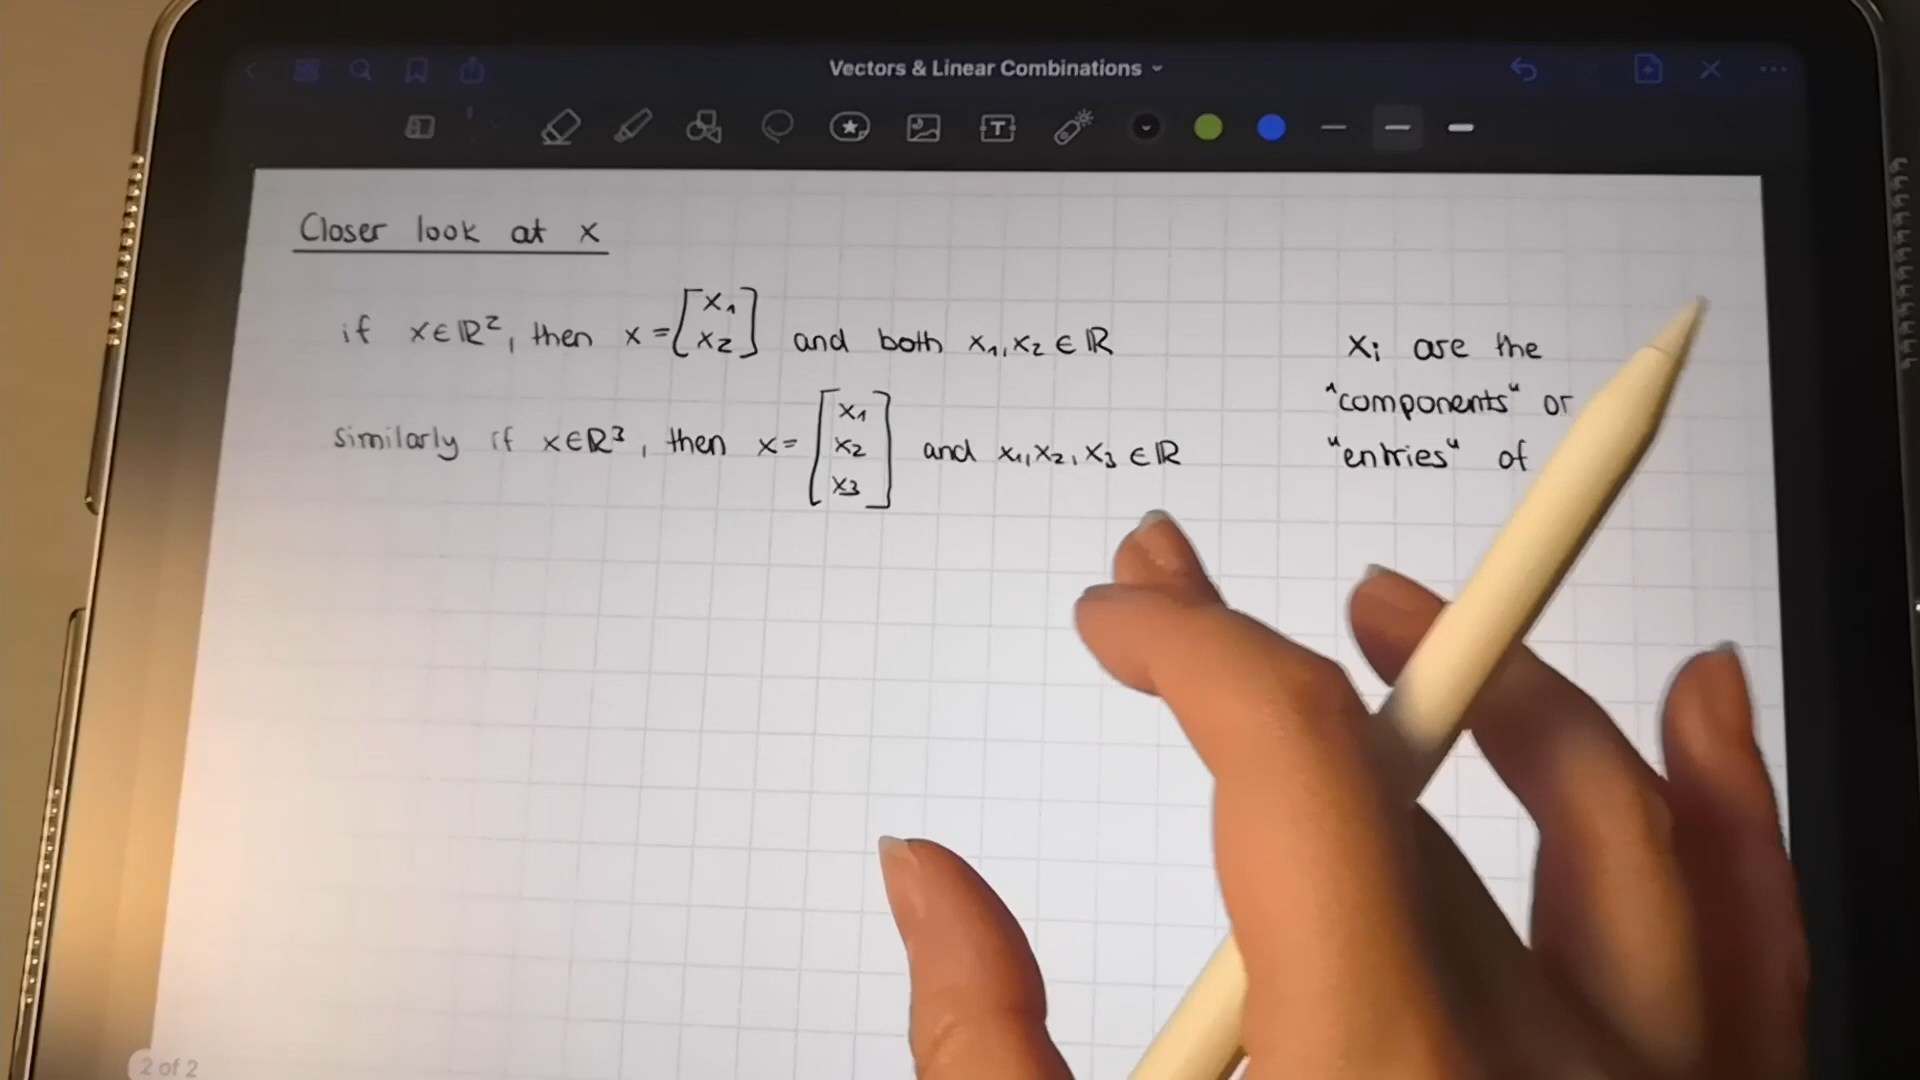 Vectors & Linear Combinations
Closer look at x
if x∈ℝ², then x = [x₁ x₂] and both x₁,x₂ ∈ ℝ
similarly if x∈ℝ³, then x= [x₁ x₂ x₃] and x₁,x₂,x₃ ∈ℝ
xᵢ are the
"components" or
"entries" of
2 of 2